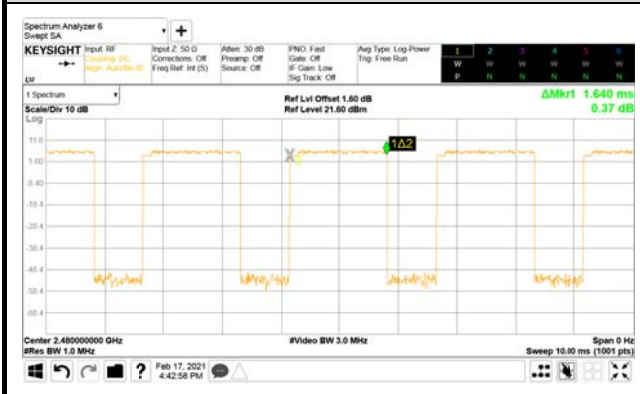 Spectrum Analyzer 6
Swept SA
+
KEYSIGHT
Input: RF
Coupling: DC
Align: Auto/No RF
Input Z: 50 Ω
Corrections: Off
Freq Ref: Int (S)
Atten: 30 dB
Preamp: Off
Source: Off
PNO: Fast
Gate: Off
IF Gain: Low
Sig Track: Off
Avg Type: Log-Power
Trig: Free Run
1 2 3 4 5 6
W W W W W W
P N N N N N
1 Spectrum
Scale/Div 10 dB
Log
Ref Lvl Offset 1.60 dB
Ref Level 21.60 dBm
ΔMkr1 1.640 ms
0.37 dB
11.6
1.60
-8.40
-18.4
-28.4
-38.4
-48.4
-58.4
-68.4
1Δ2
Center 2.480000000 GHz
#Res BW 1.0 MHz
#Video BW 3.0 MHz
Span 0 Hz
Sweep 10.00 ms (1001 pts)
?
Feb 17, 2021
4:42:58 PM